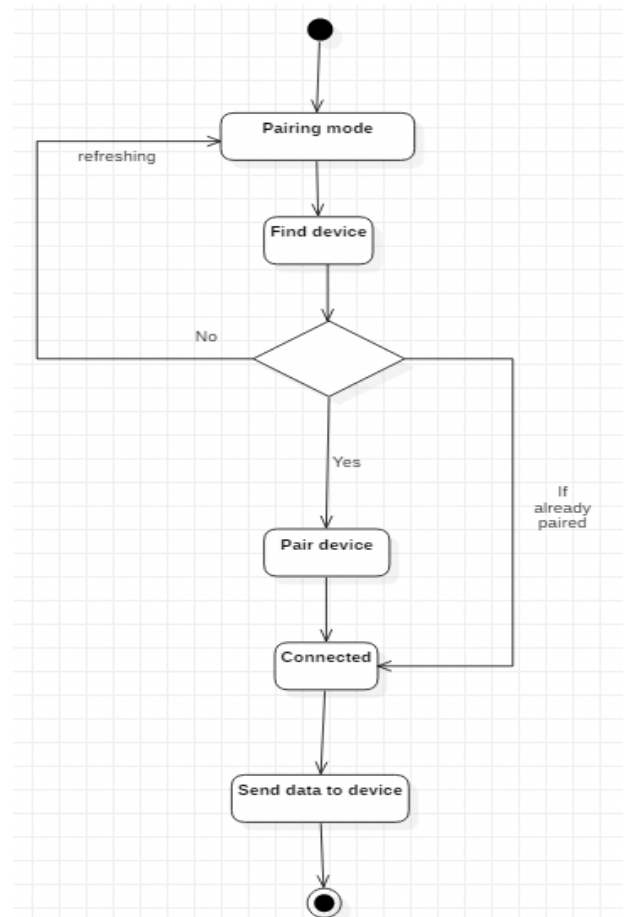 Pairing mode
refreshing
Find device
No
Yes
If
already
paired
Pair device
Connected
Send data to device